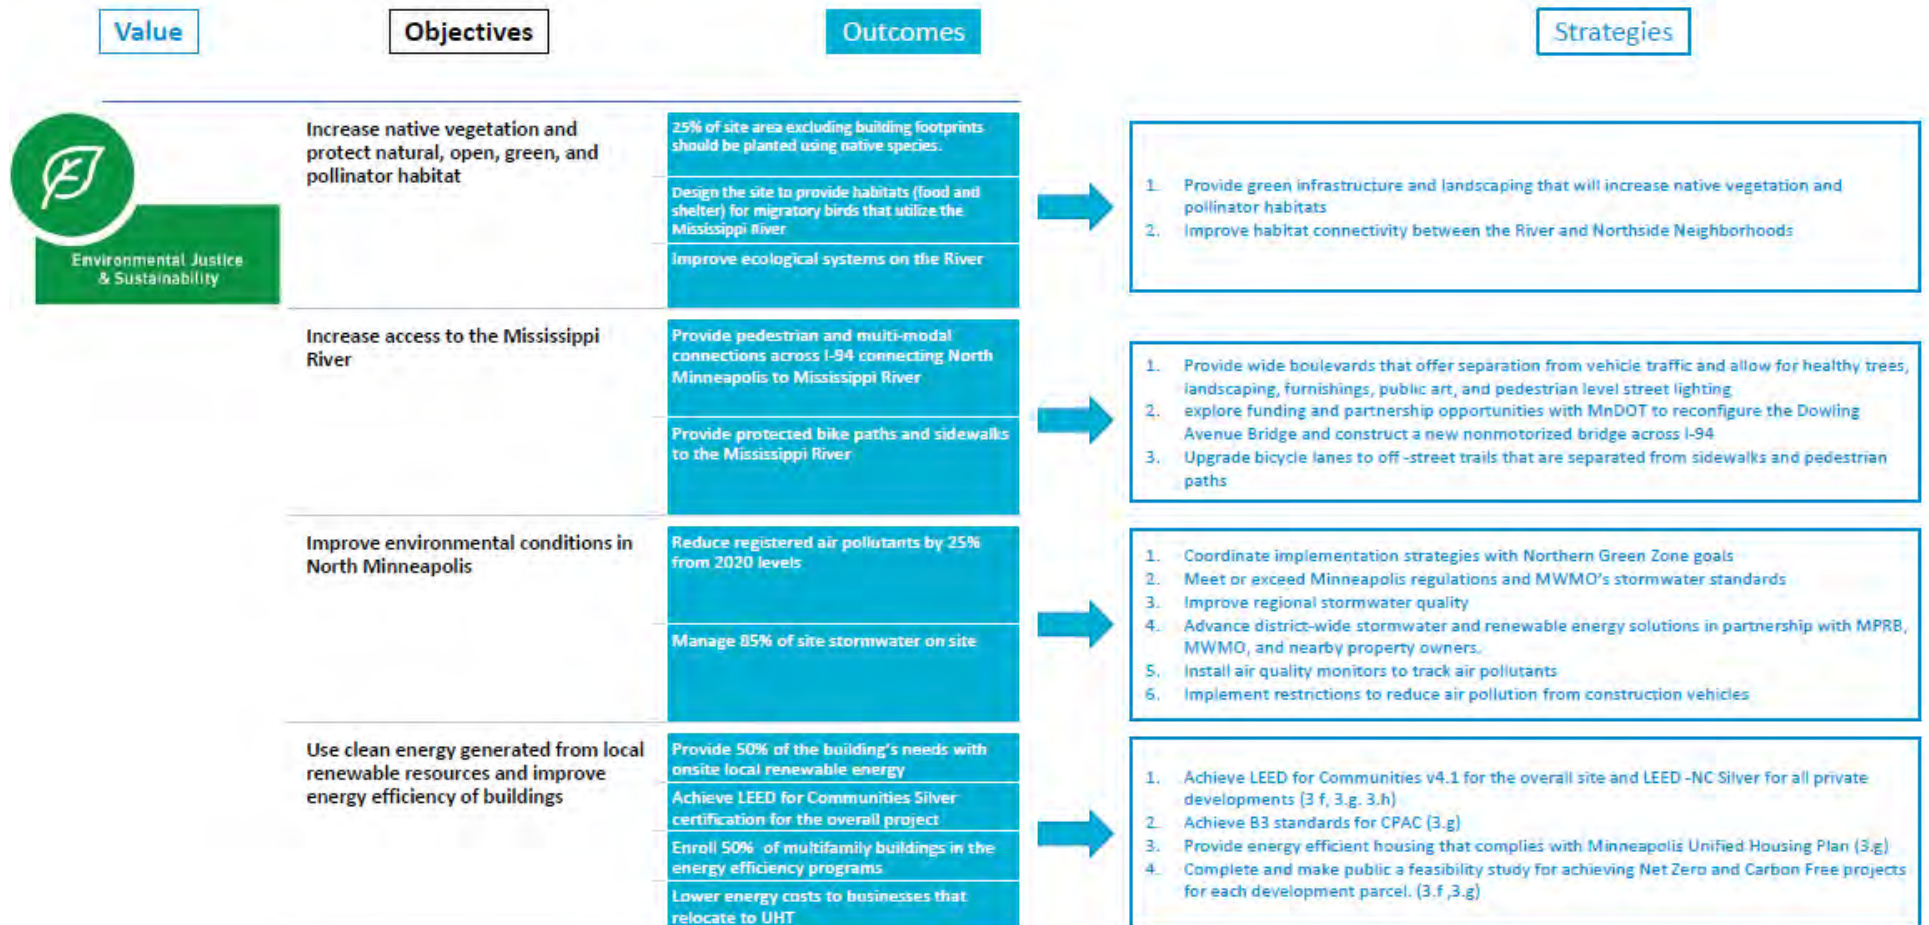 Value
Objectives
Outcomes
Strategies
Environmental Justice
& Sustainability
Increase native vegetation and
protect natural, open, green, and
pollinator habitat
25% of site area excluding building footprints
should be planted using native species.
Design the site to provide habitats (food and
shelter) for migratory birds that utilize the
Mississippi River
Improve ecological systems on the River
1. Provide green infrastructure and landscaping that will increase native vegetation and
pollinator habitats
2. Improve habitat connectivity between the River and Northside Neighborhoods
Increase access to the Mississippi
River
Provide pedestrian and multi-modal
connections across I-94 connecting North
Minneapolis to Mississippi River
Provide protected bike paths and sidewalks
to the Mississippi River
1. Provide wide boulevards that offer separation from vehicle traffic and allow for healthy trees,
landscaping, furnishings, public art, and pedestrian level street lighting
2. explore funding and partnership opportunities with MnDOT to reconfigure the Dowling
Avenue Bridge and construct a new nonmotorized bridge across I-94
3. Upgrade bicycle lanes to off -street trails that are separated from sidewalks and pedestrian
paths
Improve environmental conditions in
North Minneapolis
Reduce registered air pollutants by 25%
from 2020 levels
Manage 85% of site stormwater on site
1. Coordinate implementation strategies with Northern Green Zone goals
2. Meet or exceed Minneapolis regulations and MWMO's stormwater standards
3. Improve regional stormwater quality
4. Advance district-wide stormwater and renewable energy solutions in partnership with MPRB,
MWMO, and nearby property owners.
5. Install air quality monitors to track air pollutants
6. Implement restrictions to reduce air pollution from construction vehicles
Use clean energy generated from local
renewable resources and improve
energy efficiency of buildings
Provide 50% of the building's needs with
onsite local renewable energy
Achieve LEED for Communities Silver
certification for the overall project
Enroll 50% of multifamily buildings in the
energy efficiency programs
Lower energy costs to businesses that
relocate to UHT
1. Achieve LEED for Communities v4.1 for the overall site and LEED -NC Silver for all private
developments (3 f, 3.g. 3.h)
2. Achieve B3 standards for CPAC (3.g)
3. Provide energy efficient housing that complies with Minneapolis Unified Housing Plan (3.g)
4. Complete and make public a feasibility study for achieving Net Zero and Carbon Free projects
for each development parcel. (3.f ,3.g)